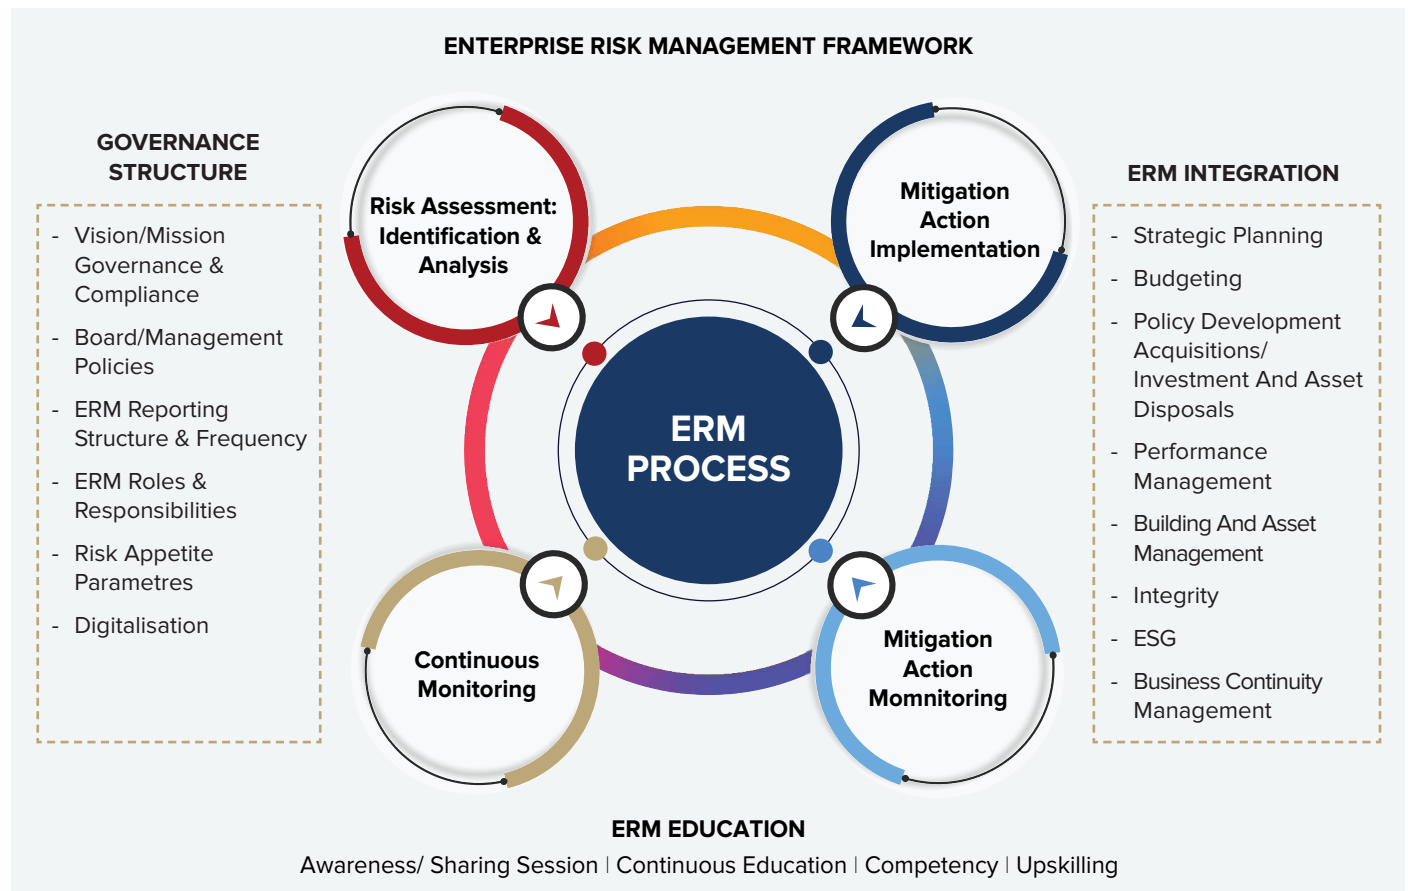 ENTERPRISE RISK MANAGEMENT FRAMEWORK
GOVERNANCE
STRUCTURE
- Vision/Mission
Governance &
Compliance
- Board/Management
Policies
- ERM Reporting
Structure & Frequency
- ERM Roles &
Responsibilities
- Risk Appetite
Parametres
- Digitalisation
Risk Assessment:
Identification &
Analysis
Mitigation
Action
Implementation
ERM
PROCESS
Continuous
Monitoring
Mitigation
Action
Momnitoring
ERM INTEGRATION
- Strategic Planning
- Budgeting
- Policy Development
Acquisitions/
Investment And Asset
Disposals
- Performance
Management
- Building And Asset
Management
- Integrity
- ESG
- Business Continuity
Management
ERM EDUCATION
Awareness/ Sharing Session | Continuous Education | Competency | Upskilling